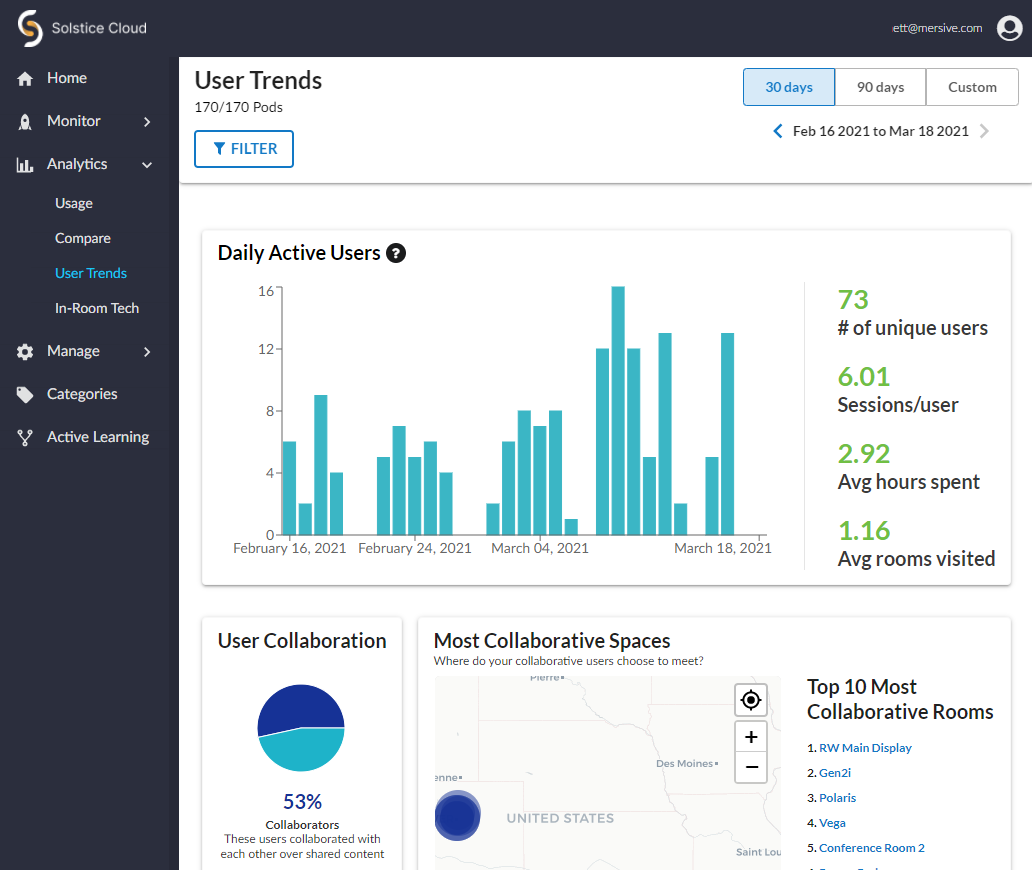 Solstice Cloud
ett@mersive.com
Home
Monitor
Analytics
Usage
Compare
User Trends
In-Room Tech
Manage
Categories
Active Learning
User Trends
170/170 Pods
FILTER
30 days
90 days
Custom
Feb 16 2021 to Mar 18 2021
Daily Active Users ?
16
12
8
4
0
February 16, 2021
February 24, 2021
March 04, 2021
March 18, 2021
73
# of unique users
6.01
Sessions/user
2.92
Avg hours spent
1.16
Avg rooms visited
User Collaboration
53%
Collaborators
These users collaborated with
each other over shared content
Most Collaborative Spaces
Where do your collaborative users choose to meet?
Pierre
Des Moines
enne
UNITED STATES
Saint Lou
+
−
Top 10 Most
Collaborative Rooms
1. RW Main Display
2. Gen2i
3. Polaris
4. Vega
5. Conference Room 2